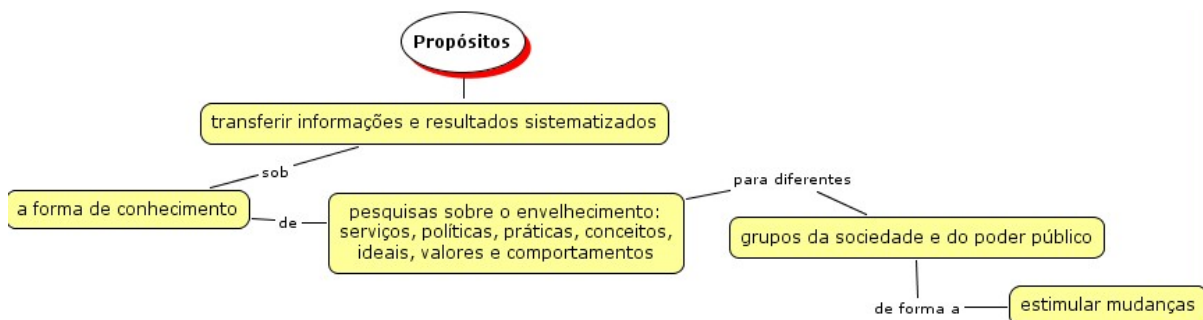 Propósitos
transferir informações e resultados sistematizados
sob
a forma de conhecimento
de
pesquisas sobre o envelhecimento:
serviços, políticas, práticas, conceitos,
ideais, valores e comportamentos
para diferentes
grupos da sociedade e do poder público
de forma a
estimular mudanças